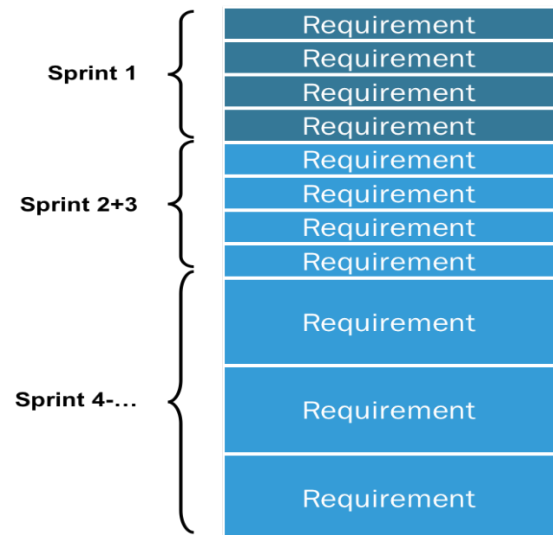 Sprint 1
Requirement
Requirement
Requirement
Requirement
Sprint 2+3
Requirement
Requirement
Requirement
Requirement
Sprint 4-...
Requirement
Requirement
Requirement